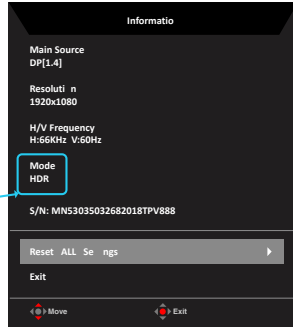 Informatio
Main Source
DP[1.4]
Resoluti n
1920x1080
H/V Frequency
H:66KHz V:60Hz
Mode
HDR
S/N: MN53035032682018TPV888
Reset ALL Se ngs
Exit
Move Exit